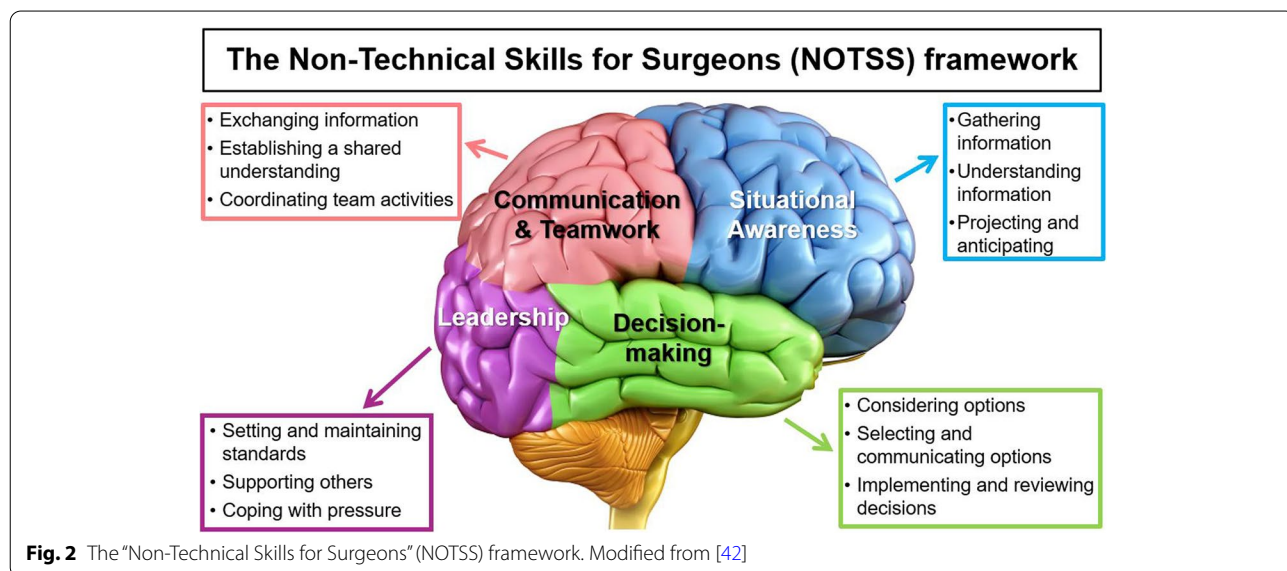 The Non-Technical Skills for Surgeons (NOTSS) framework
• Exchanging information
• Establishing a shared
understanding
• Coordinating team activities
• Gathering
information
• Understanding
information
• Projecting and
anticipating
Communication
& Teamwork
Situational
Awareness
Leadership
Decision-
making
• Setting and maintaining
standards
• Supporting others
• Coping with pressure
• Considering options
• Selecting and
communicating options
• Implementing and reviewing
decisions
Fig. 2 The "Non-Technical Skills for Surgeons" (NOTSS) framework. Modified from [42]